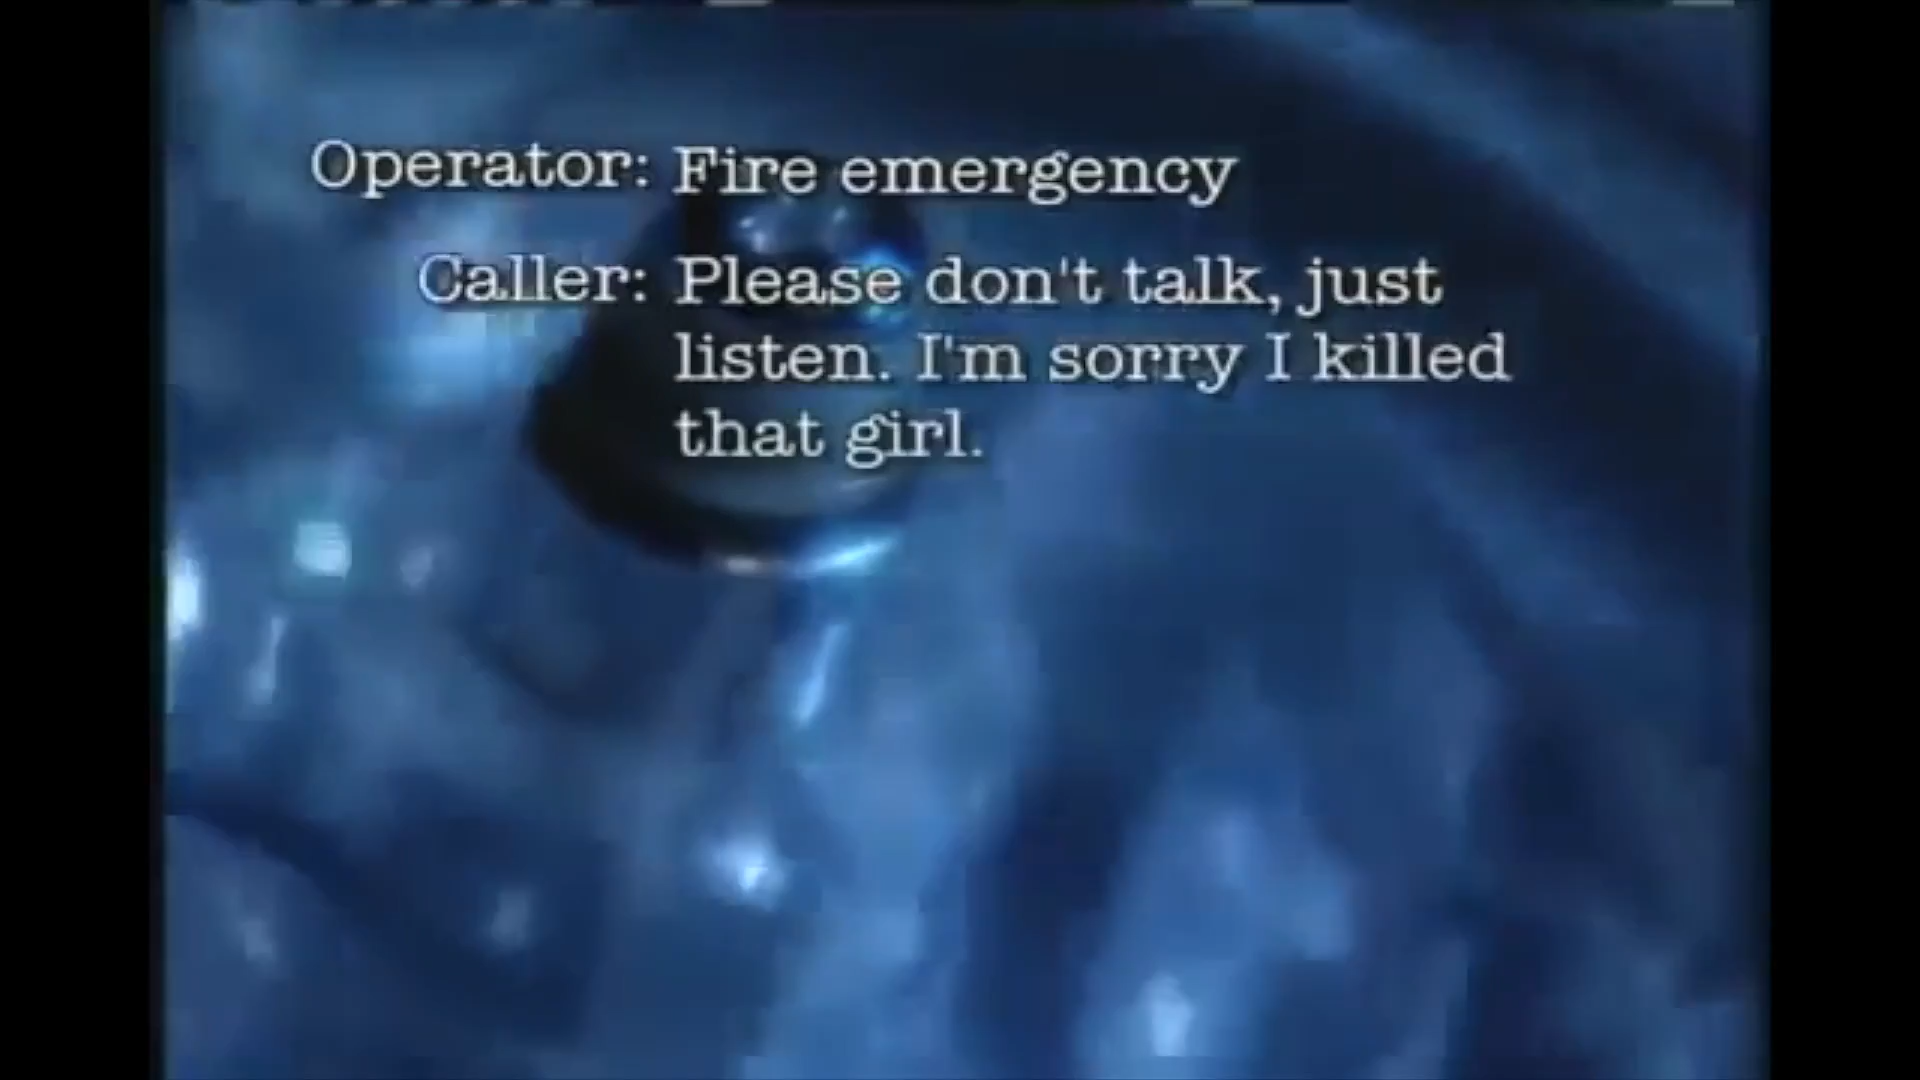 Operator: Fire emergency
Caller: Please don't talk, just
listen. I'm sorry I killed
that girl.